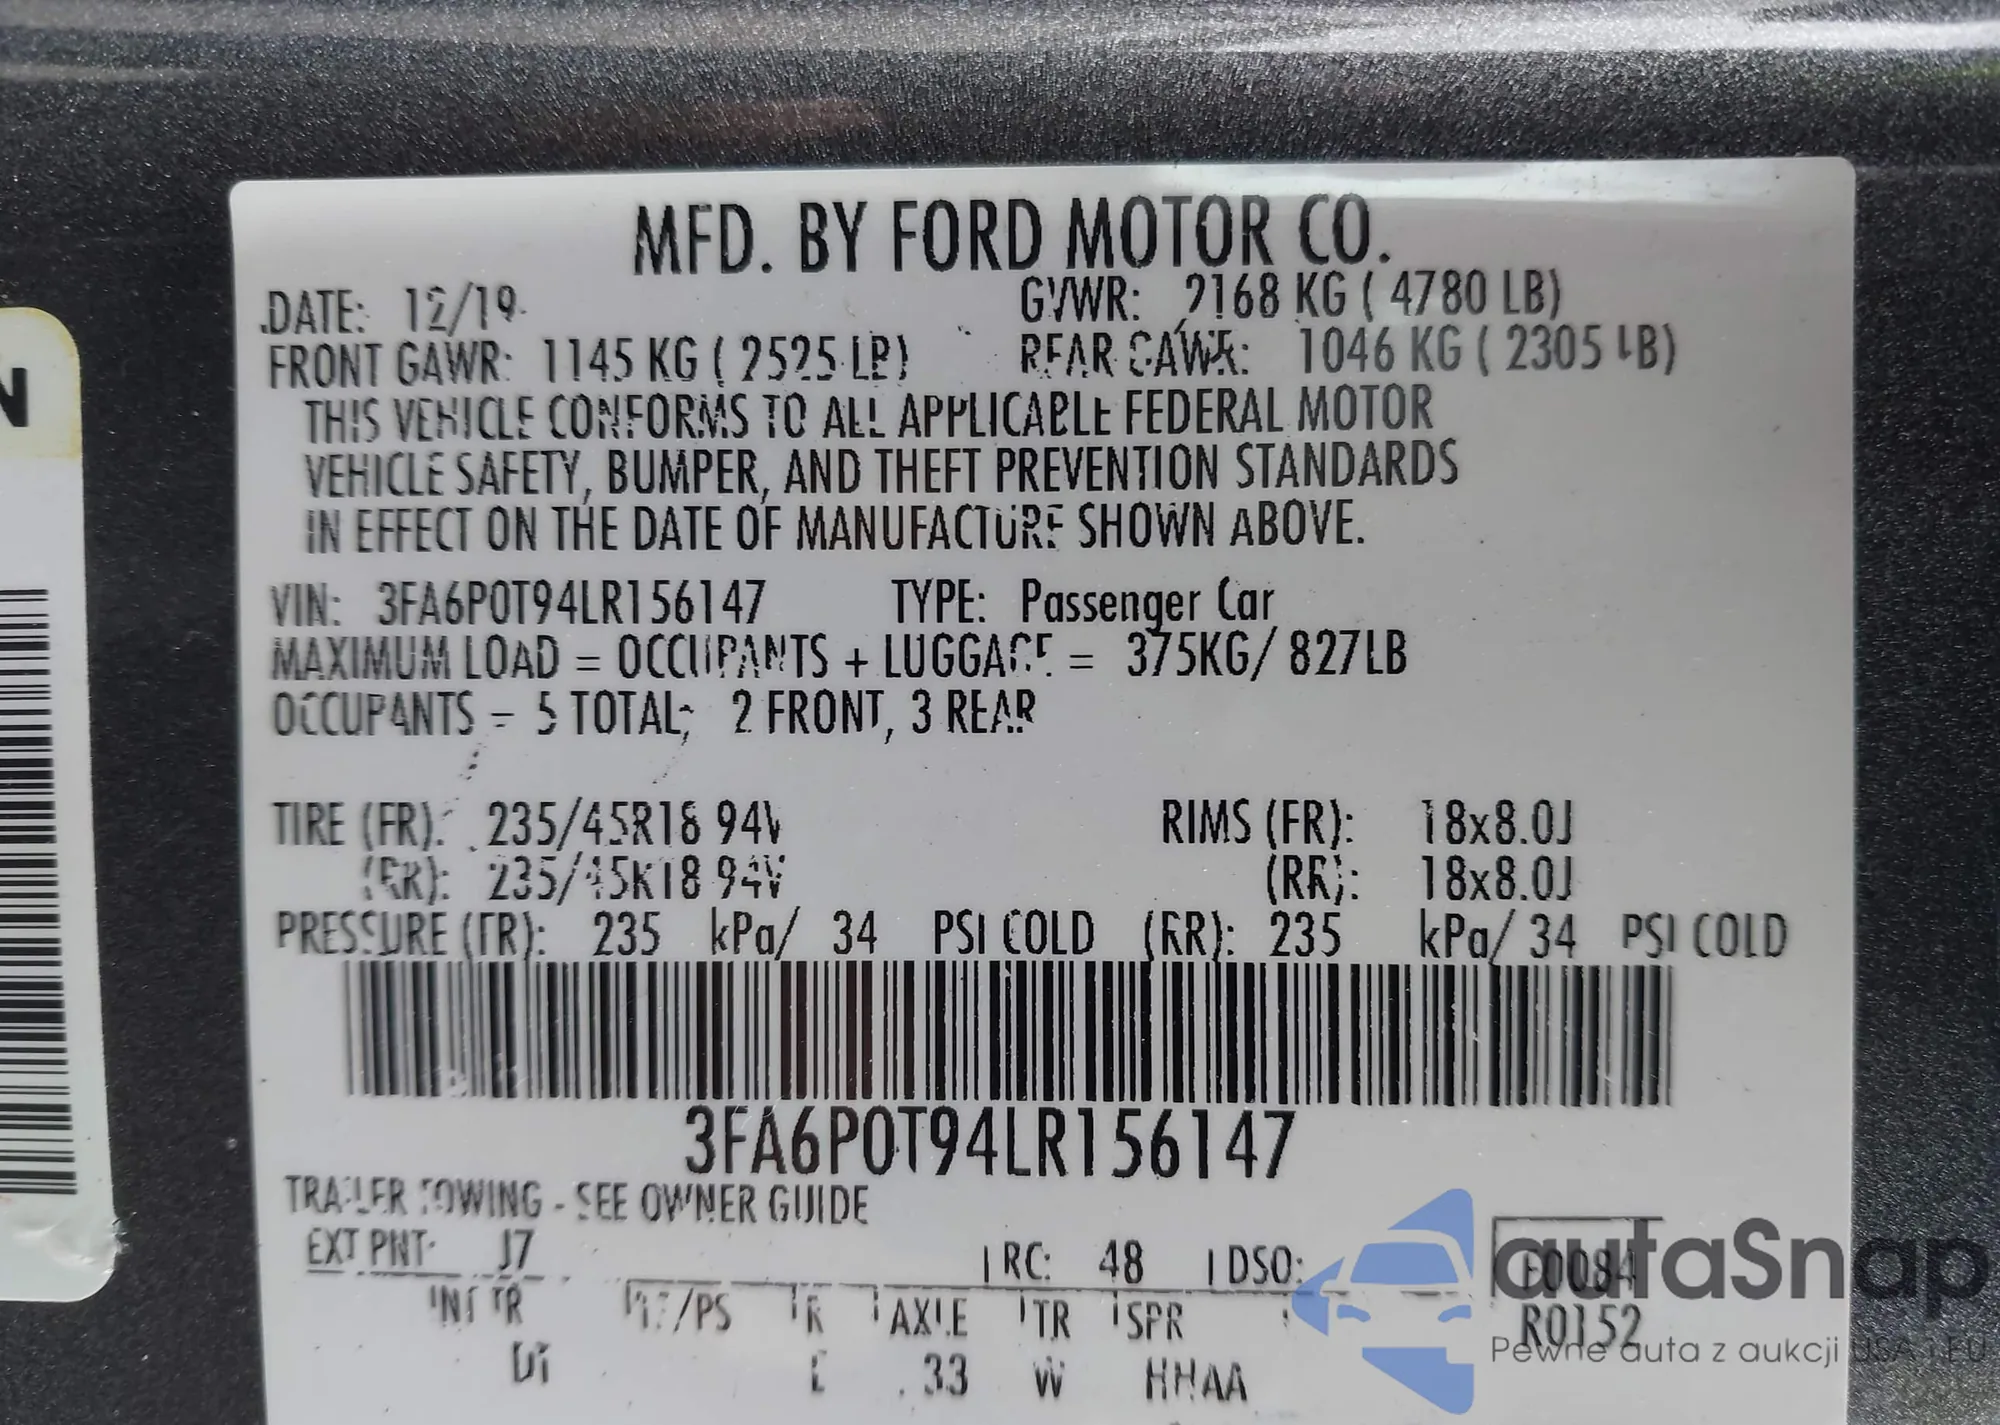 MFD. BY FORD MOTOR CO.
DATE: 12/19 GVWR: 2168 KG ( 4780 LB)
FRONT GAWR: 1145 KG ( 2525 LB) REAR GAWR: 1046 KG ( 2305 LB)
THIS VEHICLE CONFORMS TO ALL APPLICABLE FEDERAL MOTOR
VEHICLE SAFETY, BUMPER, AND THEFT PREVENTION STANDARDS
IN EFFECT ON THE DATE OF MANUFACTURE SHOWN ABOVE.
VIN: 3FA6P0T94LR156147 TYPE: Passenger Car
MAXIMUM LOAD = OCCUPANTS + LUGGAGE = 375KG/ 827LB
OCCUPANTS = 5 TOTAL; 2 FRONT, 3 REAR
TIRE (FR): 235/45R18 94V RIMS (FR): 18x8.0J
(RR): 235/45R18 94V (RR): 18x8.0J
PRESSURE (FR): 235 kPa/ 34 PSI COLD (RR): 235 kPa/ 34 PSI COLD
3FA6P0T94LR156147
TRAILER TOWING - SEE OWNER GUIDE
EXT PNT: J7 RC: 48 DSO:
INT TR /PS R AXLE TR SPR R0152
33 W HHAA
N
autaSnap
Pewne auta z aukcji USA i EU